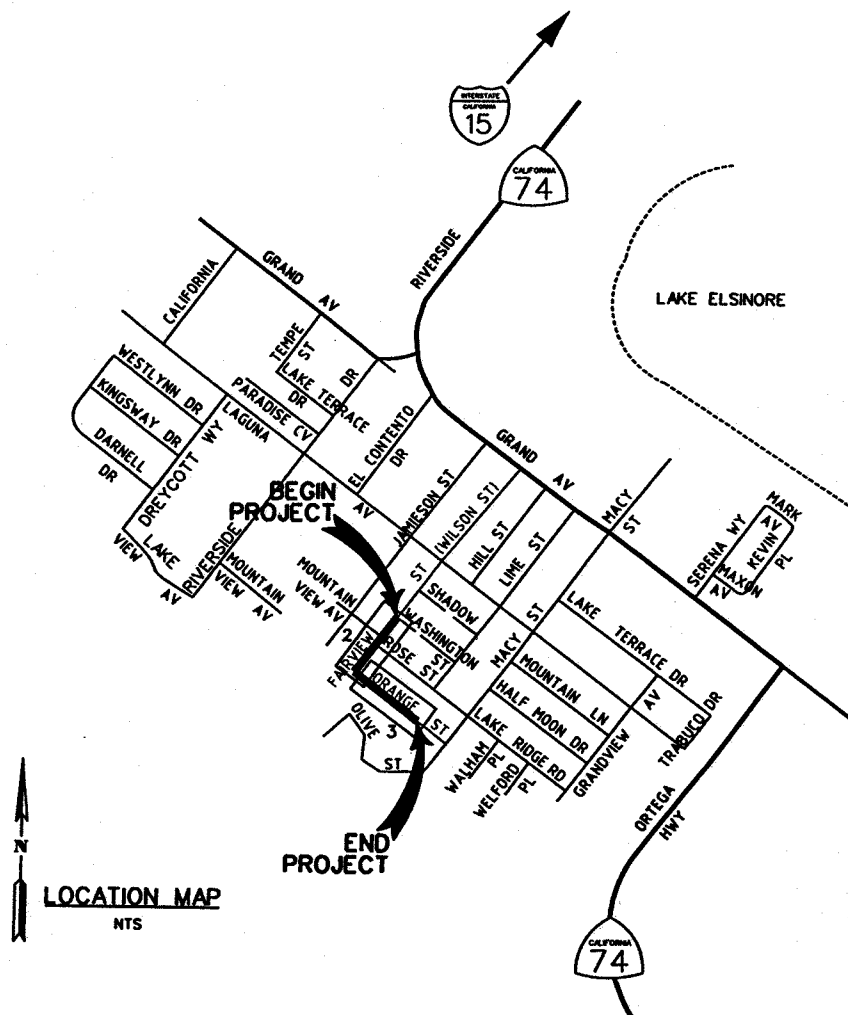 INTERSTATE
CALIFORNIA
15
CALIFORNIA
74
RIVERSIDE
LAKE ELSINORE
GRAND
AV
CALIFORNIA
TEMPE
ST
DR
LAKE TERRACE
DR
PARADISE CV
WESTLYNN DR
KINGSWAY DR
DARNELL
DR
DREYCOTT WY
LAGUNA
AV
EL CONTENTO
DR
LAKE
VIEW
AV
RIVERSIDE
MOUNTAIN
VIEW
AV
GRAND
AV
BEGIN
PROJECT
JAMIESON ST
(WILSON ST)
HILL ST
LIME ST
MACY
ST
MARK
AV
KEVIN
PL
SERENA WY
MAXON
AV
MOUNTAIN
VIEW AV
ST
SHADOW
WASHINGTON
ST
MACY ST
LAKE TERRACE DR
2
FAIRVIEW
ROSE ST
ORANGE
ST
MOUNTAIN LN
HALF MOON DR
AV
GRANDVIEW
TRABUCO DR
OLIVE
3
ST
LAKE RIDGE RD
WALHAM
PL
WELFORD
PL
ORTEGA
HWY
END
PROJECT
N
LOCATION MAP
NTS
CALIFORNIA
74